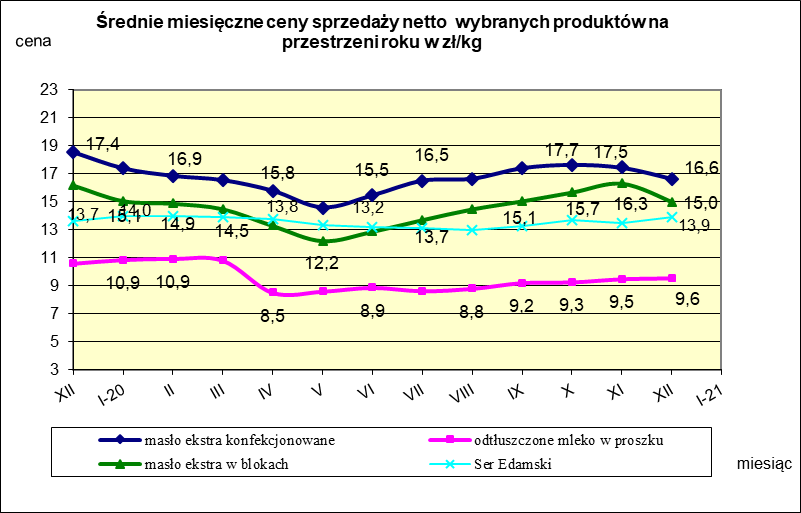 Średnie miesięczne ceny sprzedaży netto wybranych produktów na
przestrzeni roku w zł/kg
cena
23
21
19
17
15
13
11
9
7
5
3
17,4
16,9
15,8
15,5
16,5
17,7
17,5
16,6
13,7
15,1
14,0
14,9
14,5
13,8
12,2
13,2
13,7
15,1
15,7
16,3
15,0
13,9
10,9
10,9
8,5
8,9
8,8
9,2
9,3
9,5
9,6
XII
I-20
II
III
IV
V
VI
VII
VIII
IX
X
XI
XII
I-21
masło ekstra konfekcjonowane
odtłuszczone mleko w proszku
masło ekstra w blokach
Ser Edamski
miesiąc